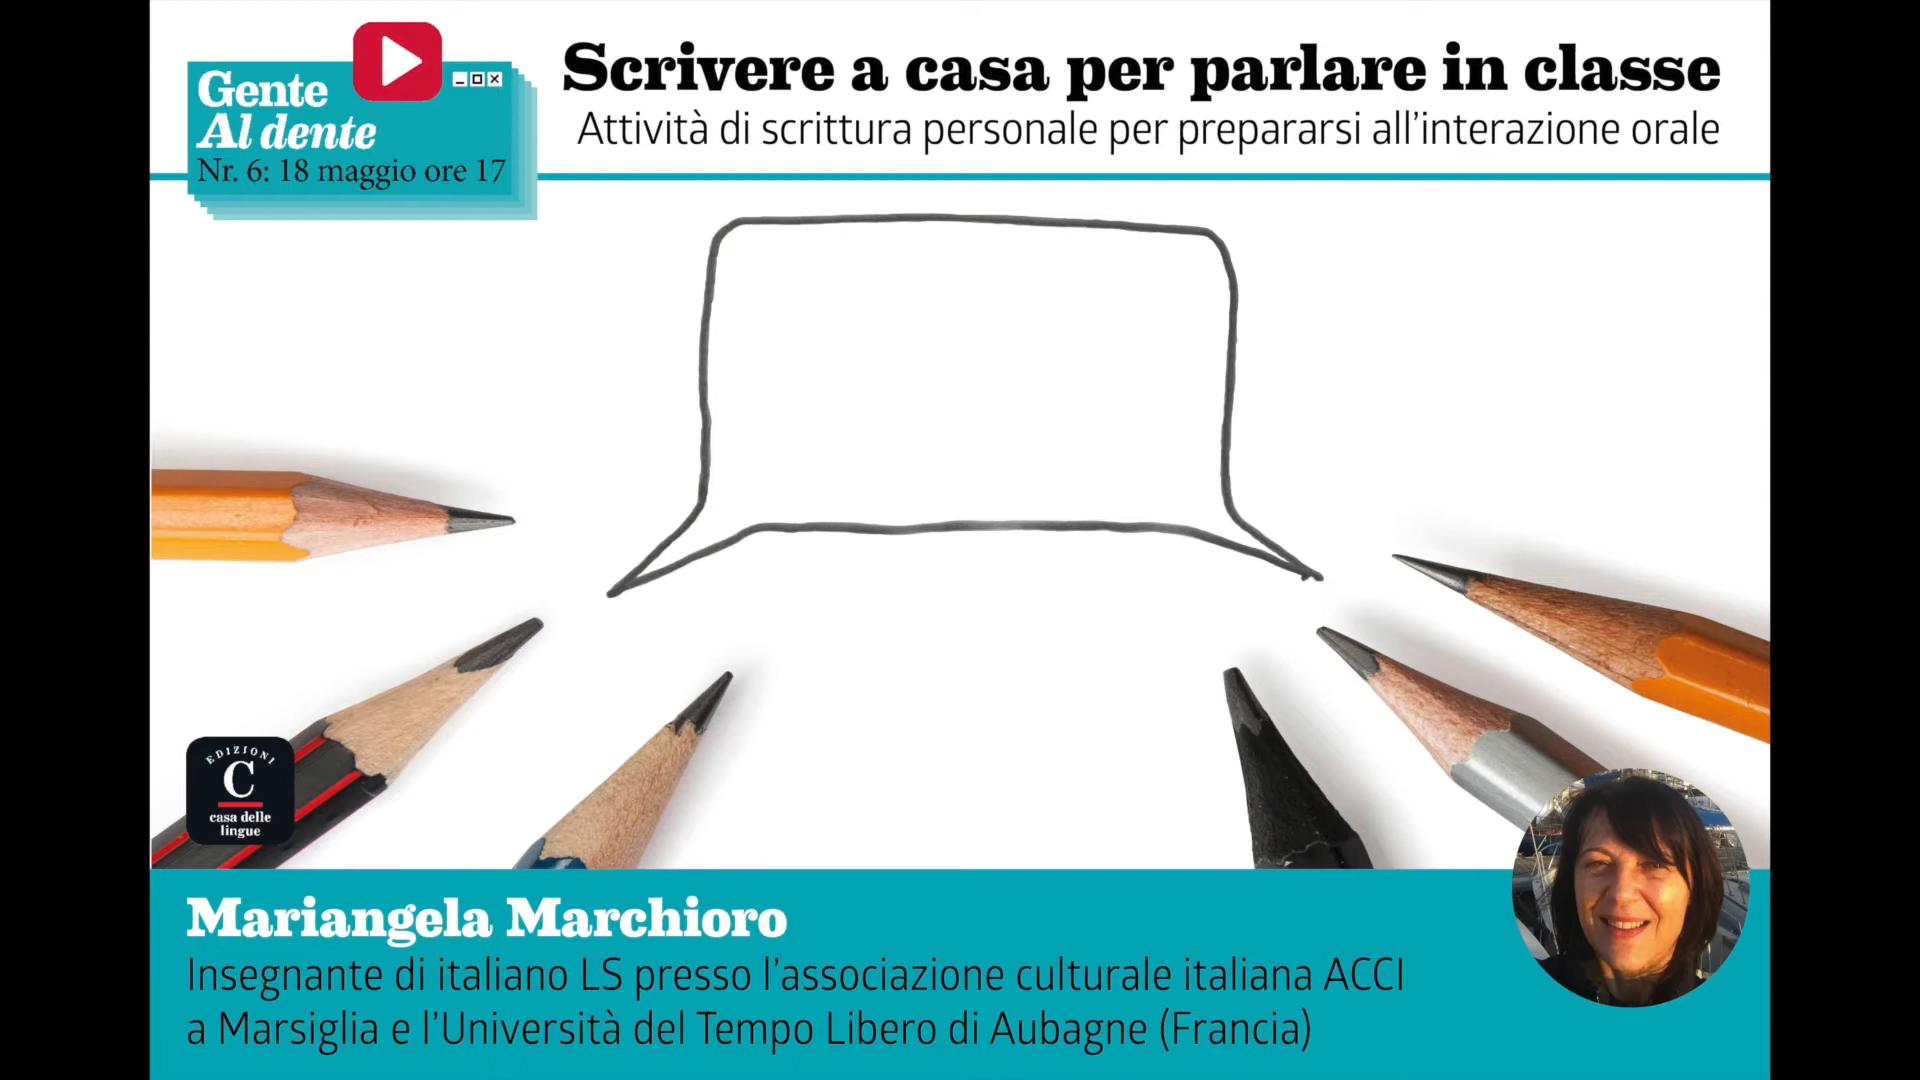 Gente
Al dente
Nr. 6: 18 maggio ore 17
Scrivere a casa per parlare in classe
Attività di scrittura personale per prepararsi all’interazione orale
EDIZIONI
C
casa delle
lingue
Mariangela Marchioro
Insegnante di italiano LS presso l’associazione culturale italiana ACCI
a Marsiglia e l’Università del Tempo Libero di Aubagne (Francia)